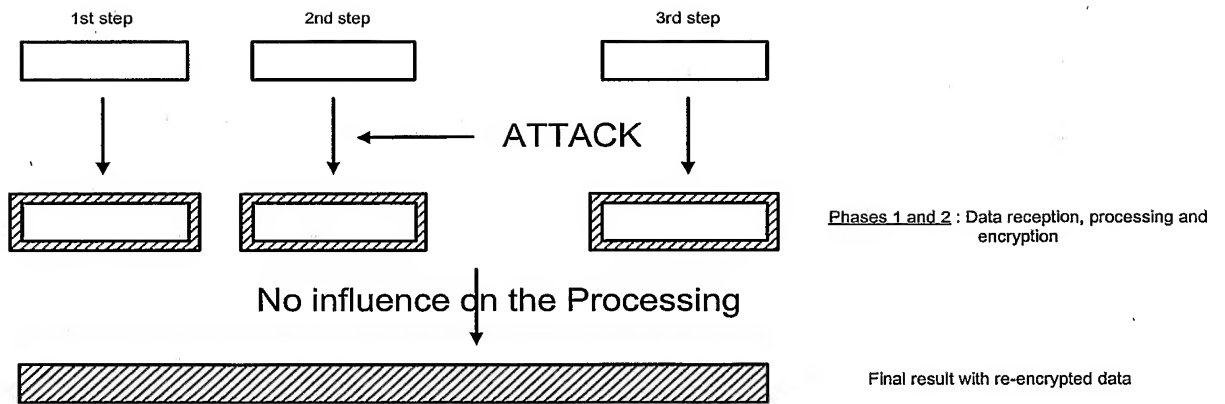 1st step
2nd step
3rd step
ATTACK
Phases 1 and 2 : Data reception, processing and
encryption
No influence on the Processing
Final result with re-encrypted data